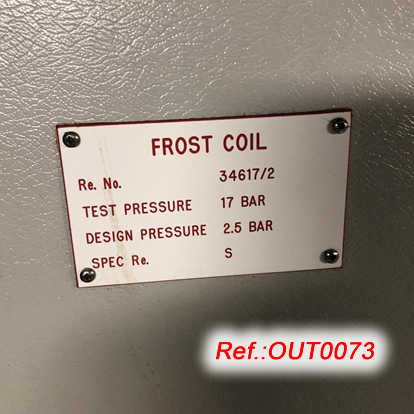 FROST COIL
Re. No. 34617/2
TEST PRESSURE 17 BAR
DESIGN PRESSURE 2.5 BAR
SPEC Re. S
Ref.:OUT0073